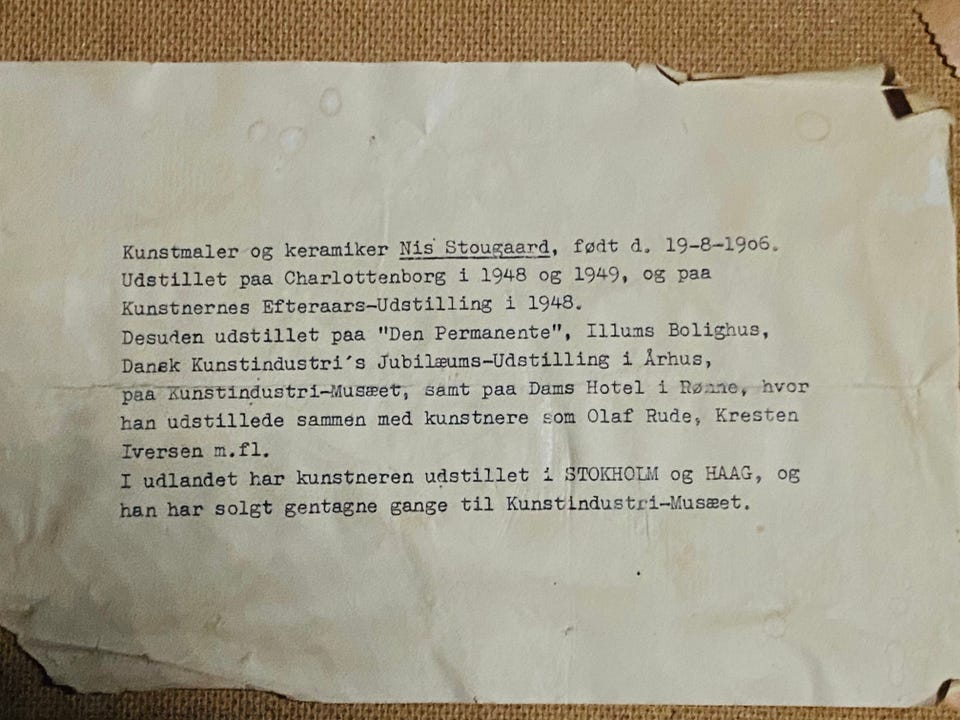 Kunstmaler og keramiker Nis Stougaard, født d. 19-8-1906.
Udstillet paa Charlottenborg i 1948 og 1949, og paa
Kunstnernes Efteraars-Udstilling i 1948.
Desuden udstillet paa "Den Permanente", Illums Bolighus,
Dansk Kunstindustri's Jubilæums-Udstilling i Århus,
paa Kunstindustri-Musæet, samt paa Dams Hotel i Rønne, hvor
han udstillede sammen med kunstnere som Olaf Rude, Kresten
Iversen m.fl.
I udlandet har kunstneren udstillet i STOKHOLM og HAAG, og
han har solgt gentagne gange til Kunstindustri-Musæet.